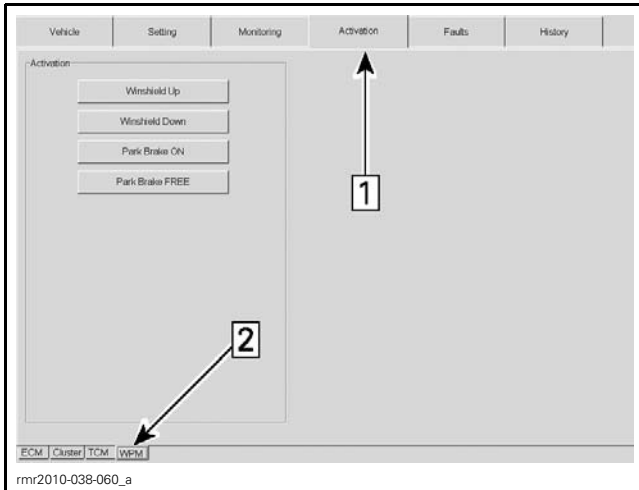 Vehicle Setting Monitoring Activation Faults History
Activation
Winshield Up
Winshield Down
Park Brake ON
Park Brake FREE
1
2
ECM Cluster TCM WPM
rmr2010-038-060_a